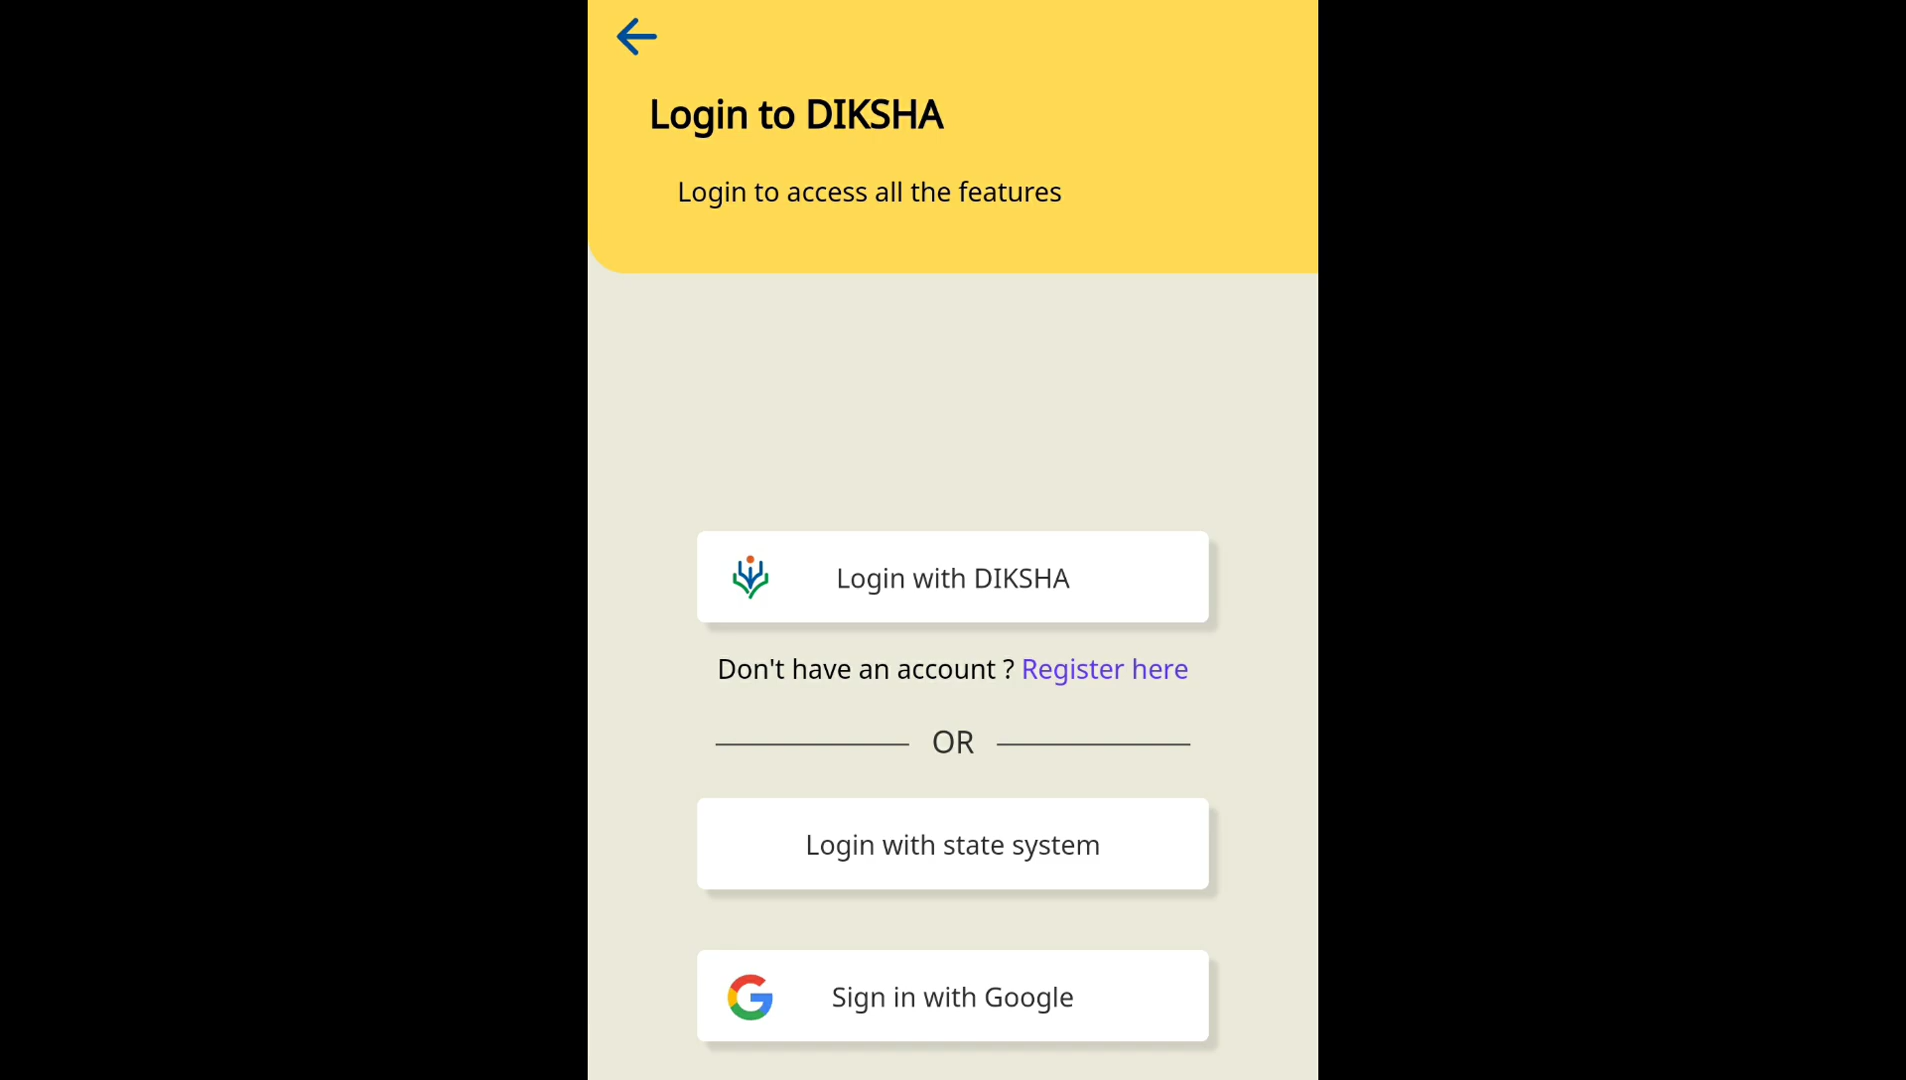 Login to DIKSHA
Login to access all the features
Login with DIKSHA
Don't have an account ? Register here
OR
Login with state system
Sign in with Google